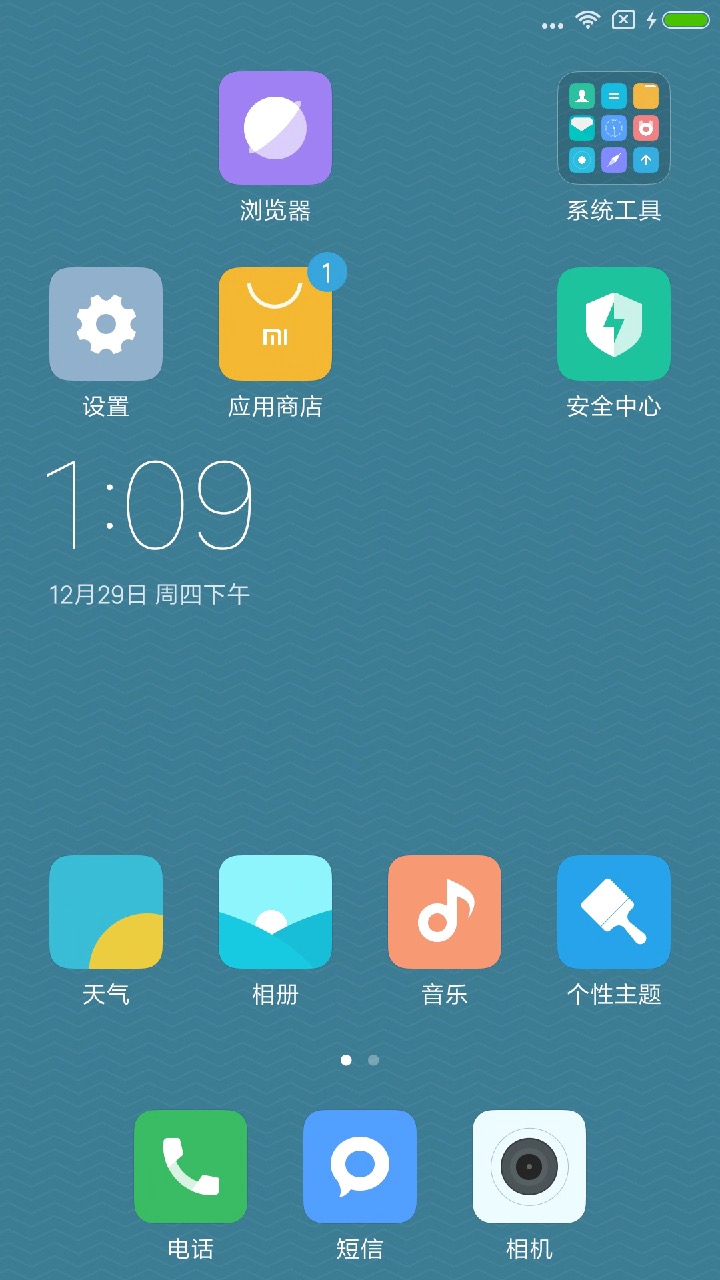 浏览器
系统工具
1
mi
设置
应用商店
安全中心
1:09
12月29日 周四下午
天气
相册
音乐
个性主题
电话
短信
相机